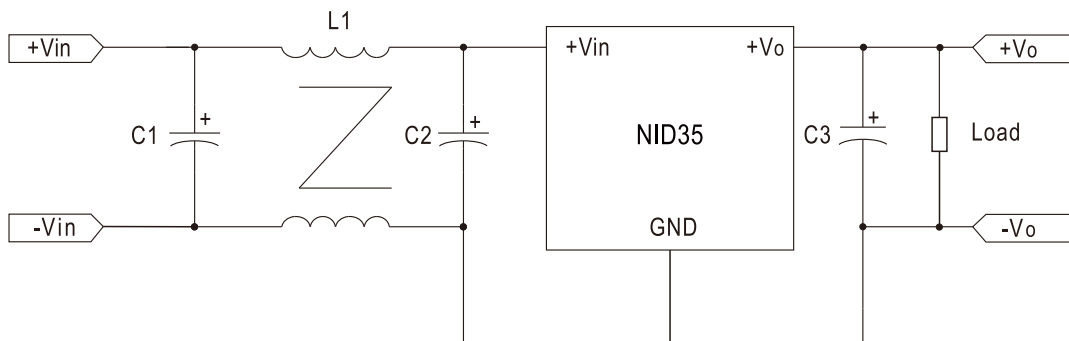 L1
+Vin
+Vin
+Vo
+Vo
+
C1
+
C2
NID35
+
C3
Load
-Vin
GND
-Vo